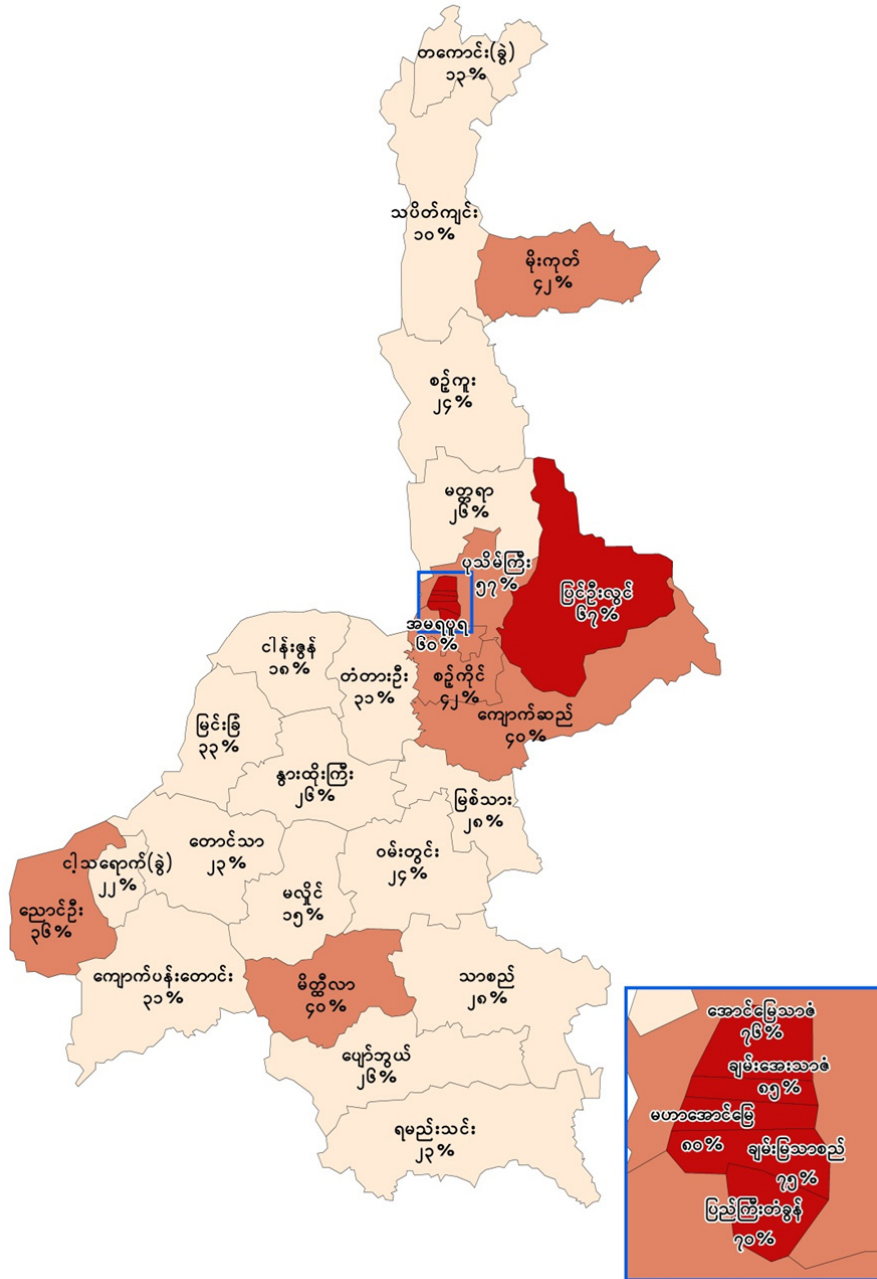 တကောင်း(ခွဲ)
၁၃%
သပိတ်ကျင်း
၁၀%
မိုးကုတ်
၄၂%
စဉ့်ကူး
၂၄%
မတ္တရာ
၂၆%
ပုသိမ်ကြီး
၅၇%
ပြင်ဦးလွင်
၆၇%
အမရပူရ
၆၀%
ငါန်းဇွန်
၁၈%
တံတားဦး
၃၁%
စဉ့်ကိုင်
၄၂%
ကျောက်ဆည်
၄၀%
မြင်းခြံ
၃၃%
နွားထိုးကြီး
၂၆%
မြစ်သား
၂၈%
တောင်သာ
၂၃%
ဝမ်းတွင်း
၂၄%
ငါ့သရောက်(ခွဲ)
၂၂%
မလှိုင်
၁၅%
ညောင်ဦး
၃၆%
ကျောက်ပန်းတောင်း
၃၁%
မိတ္ထီလာ
၄၀%
သာစည်
၂၈%
ပျော်ဘွယ်
၂၆%
ရမည်းသင်း
၂၃%
အောင်မြေသာဇံ
၇၆%
ချမ်းအေးသာဇံ
၈၅%
မဟာအောင်မြေ
၈၀%
ချမ်းမြသာစည်
၇၅%
ပြည်ကြီးတံခွန်
၇၀%